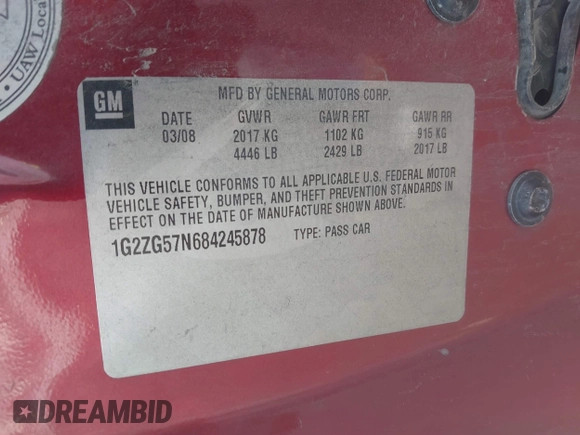 UAW Loca
GM
MFD BY GENERAL MOTORS CORP.
DATE GVWR GAWR FRT GAWR RR
03/08 2017 KG 1102 KG 915 KG
4446 LB 2429 LB 2017 LB
THIS VEHICLE CONFORMS TO ALL APPLICABLE U.S. FEDERAL MOTOR
VEHICLE SAFETY, BUMPER, AND THEFT PREVENTION STANDARDS IN
EFFECT ON THE DATE OF MANUFACTURE SHOWN ABOVE.
1G2ZG57N684245878 TYPE: PASS CAR
DREAMBID